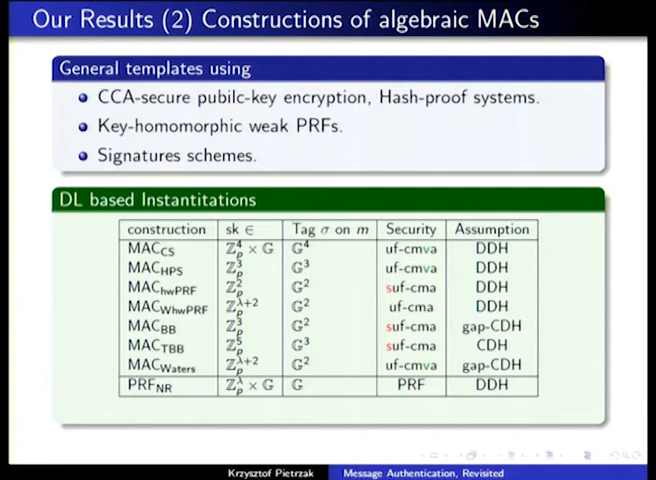 Our Results (2) Constructions of algebraic MACs
General templates using
CCA-secure pubilc-key encryption, Hash-proof systems.
Key-homomorphic weak PRFs.
Signatures schemes.
DL based Instantitations
construction sk ∈ Tag σ on m Security Assumption
MAC_CS ℤ_p^4 × 𝔾 𝔾^4 uf-cmva DDH
MAC_HPS ℤ_p^3 𝔾^3 uf-cmva DDH
MAC_hwPRF ℤ_p^2 𝔾^2 suf-cma DDH
MAC_WhwPRF ℤ_p^{λ+2} 𝔾^2 uf-cma DDH
MAC_BB ℤ_p^3 𝔾^2 suf-cma gap-CDH
MAC_TBB ℤ_p^5 𝔾^3 suf-cma CDH
MAC_Waters ℤ_p^{λ+2} 𝔾^2 uf-cmva gap-CDH
PRF_NR ℤ_p^λ × 𝔾 𝔾 PRF DDH
Krzysztof Pietrzak Message Authentication, Revisited